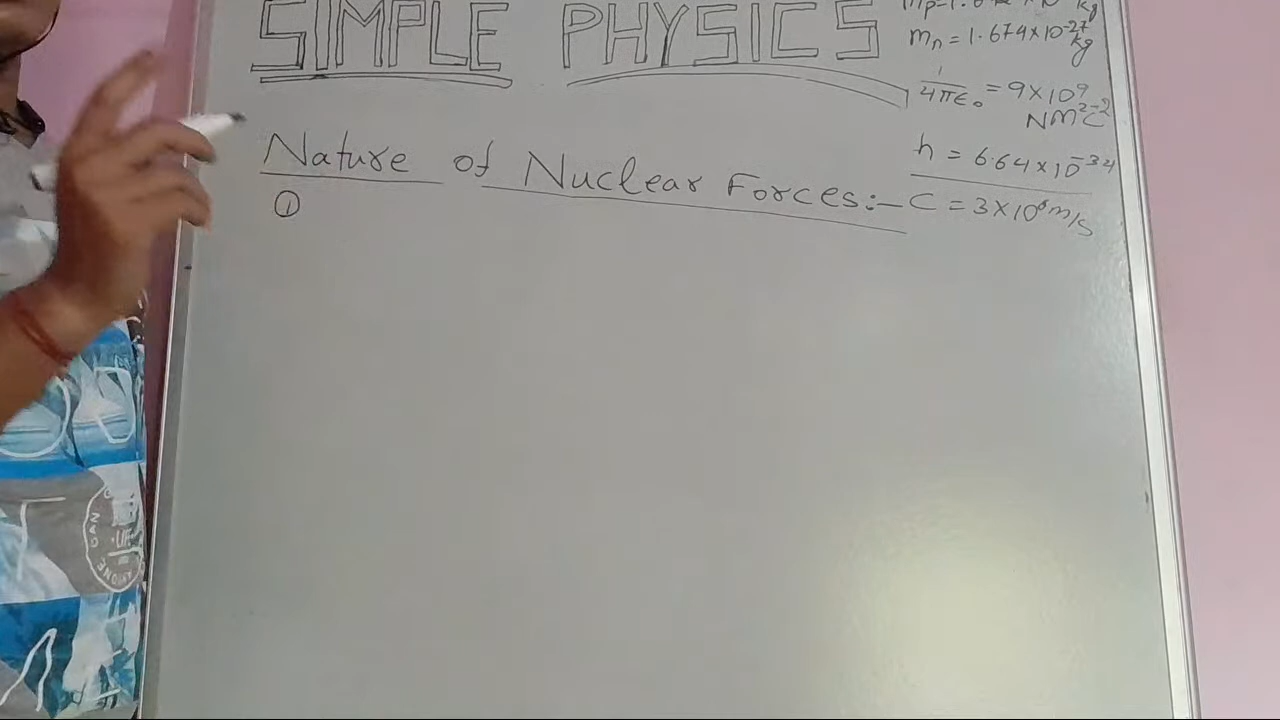 SIMPLE PHYSICS
mₙ = 1.674×10⁻²⁷
kg
1/4πε₀ = 9×10⁹
NM²C⁻²
h = 6.64×10⁻³⁴
C = 3×10⁸m/s
Nature of Nuclear Forces:–
①